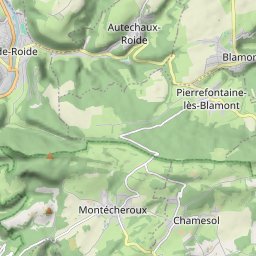 Autechaux-
Roide
de-Roide
Blamon
Pierrefontaine-
lès-Blamont
Montécheroux
Chamesol